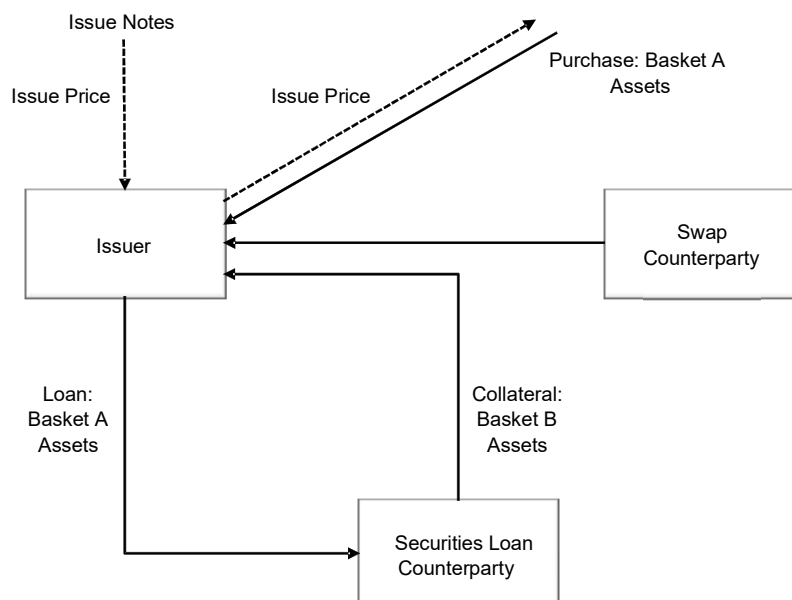 Issue Notes
Issue Price
Issue Price
Purchase: Basket A
Assets
Issuer
Swap
Counterparty
Loan:
Basket A
Assets
Collateral:
Basket B
Assets
Securities Loan
Counterparty